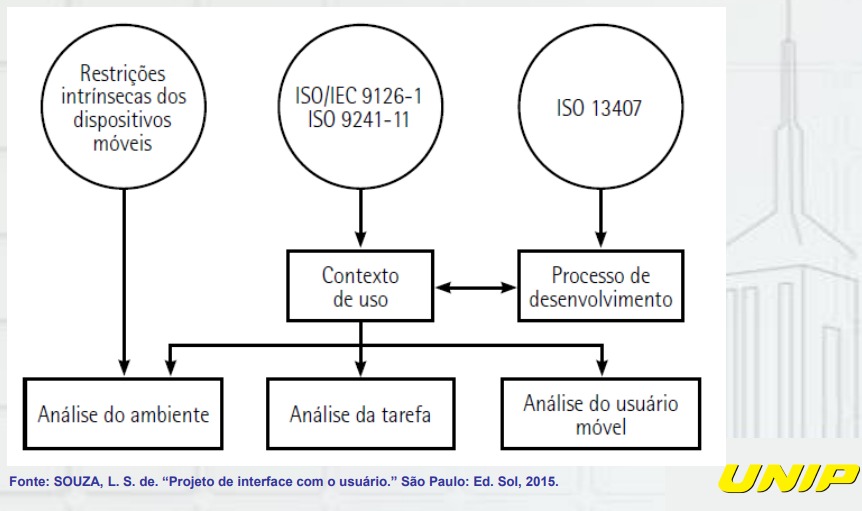 Restrições
intrínsecas dos
dispositivos
móveis
ISO/IEC 9126-1
ISO 9241-11
ISO 13407
Contexto
de uso
Processo de
desenvolvimento
Análise do ambiente
Análise da tarefa
Análise do usuário
móvel
Fonte: SOUZA, L. S. de. “Projeto de interface com o usuário.” São Paulo: Ed. Sol, 2015.
UNIP